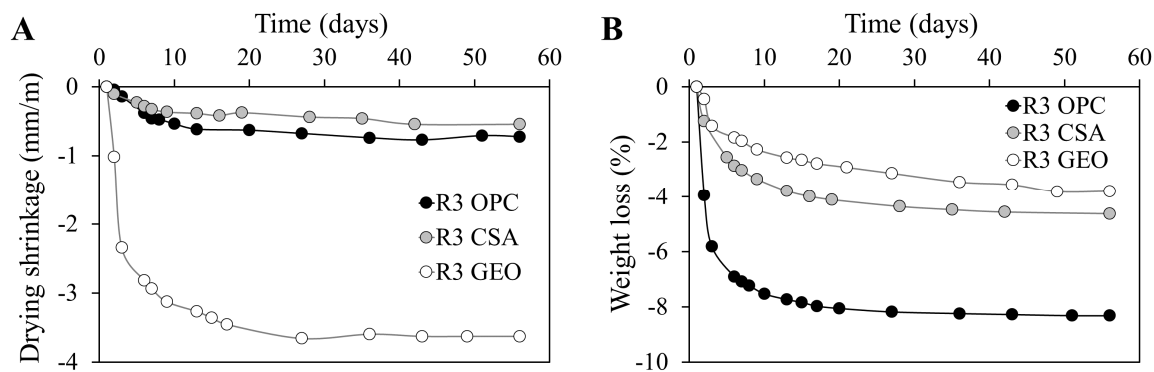 A
Time (days)
0 10 20 30 40 50 60
0
-1
-2
-3
-4
Drying shrinkage (mm/m)
R3 OPC
R3 CSA
R3 GEO
B
Time (days)
0 10 20 30 40 50 60
0
-2
-4
-6
-8
-10
Weight loss (%)
R3 OPC
R3 CSA
R3 GEO